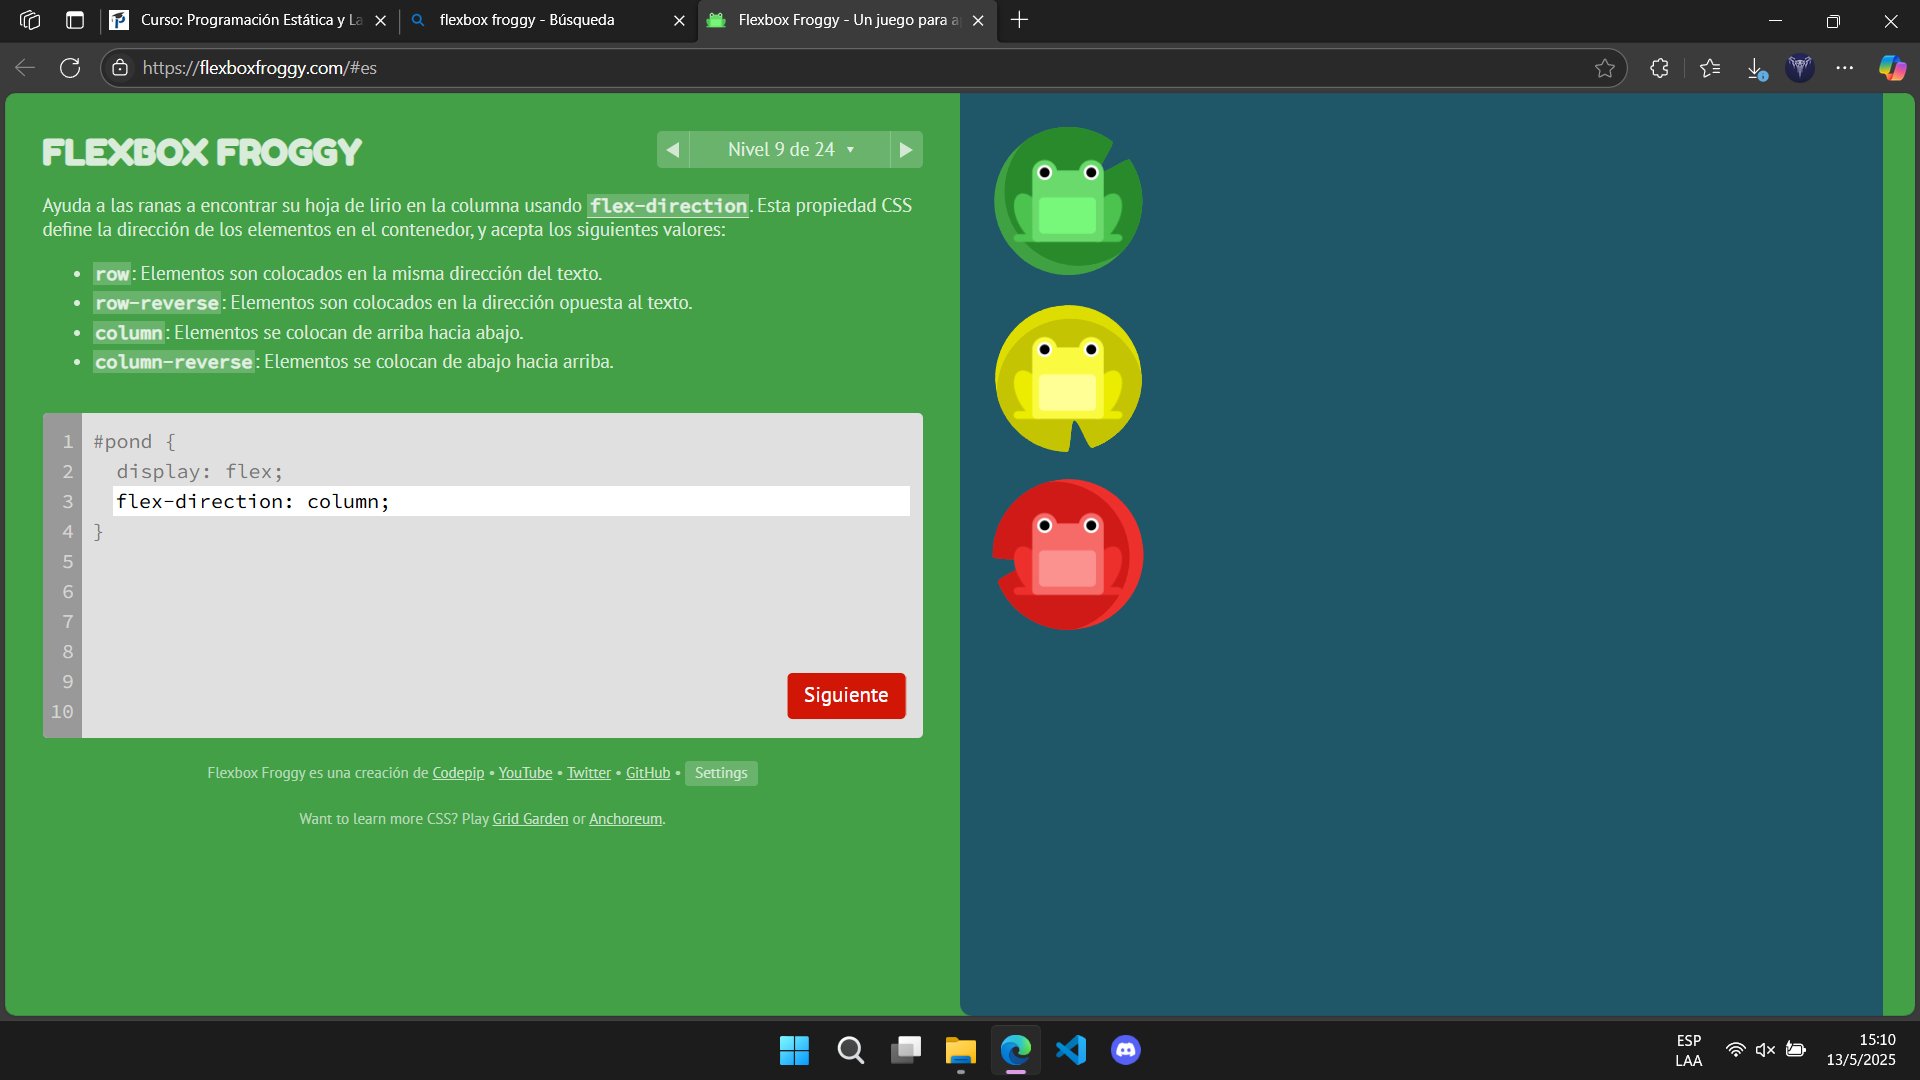 Curso: Programación Estática y La
flexbox froggy - Búsqueda
Flexbox Froggy - Un juego para a
https://flexboxfroggy.com/#es
FLEXBOX FROGGY
Nivel 9 de 24
Ayuda a las ranas a encontrar su hoja de lirio en la columna usando flex-direction. Esta propiedad CSS
define la dirección de los elementos en el contenedor, y acepta los siguientes valores:
• row: Elementos son colocados en la misma dirección del texto.
• row-reverse: Elementos son colocados en la dirección opuesta al texto.
• column: Elementos se colocan de arriba hacia abajo.
• column-reverse: Elementos se colocan de abajo hacia arriba.
1 #pond {
2 display: flex;
3 flex-direction: column;
4 }
5
6
7
8
9
10
Siguiente
Flexbox Froggy es una creación de Codepip • YouTube • Twitter • GitHub • Settings
Want to learn more CSS? Play Grid Garden or Anchoreum.
ESP
LAA
15:10
13/5/2025